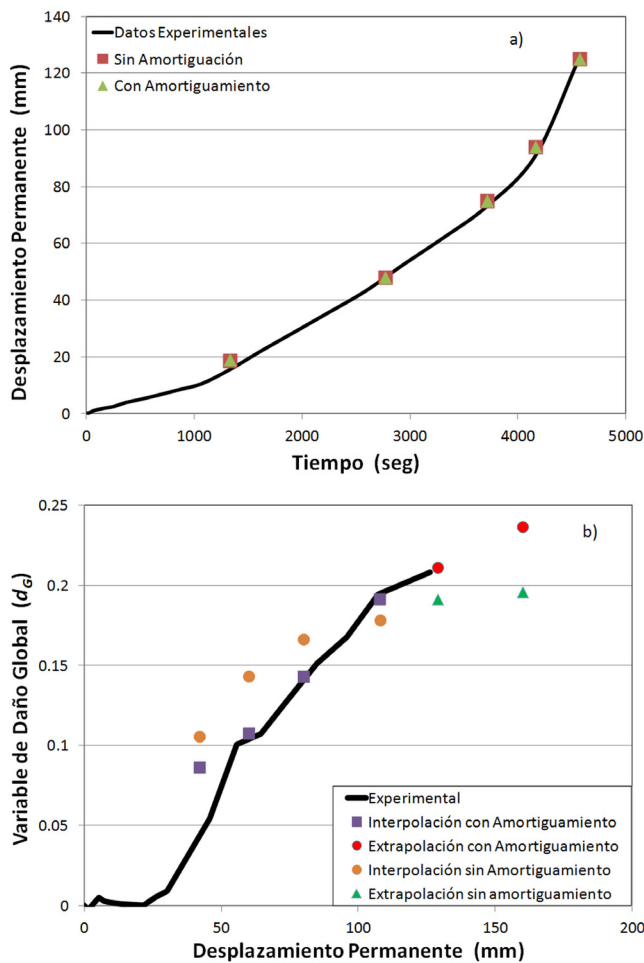 140
120
100
80
60
40
20
0
Desplazamiento Permanente (mm)
Datos Experimentales
Sin Amortiguación
Con Amortiguamiento
a)
0 1000 2000 3000 4000 5000
Tiempo (seg)
0.25
0.2
0.15
0.1
0.05
0
Variable de Daño Global (dG)
b)
Experimental
Interpolación con Amortiguamiento
Extrapolación con Amortiguamiento
Interpolación sin Amortiguamiento
Extrapolación sin amortiguamiento
0 50 100 150 200
Desplazamiento Permanente (mm)